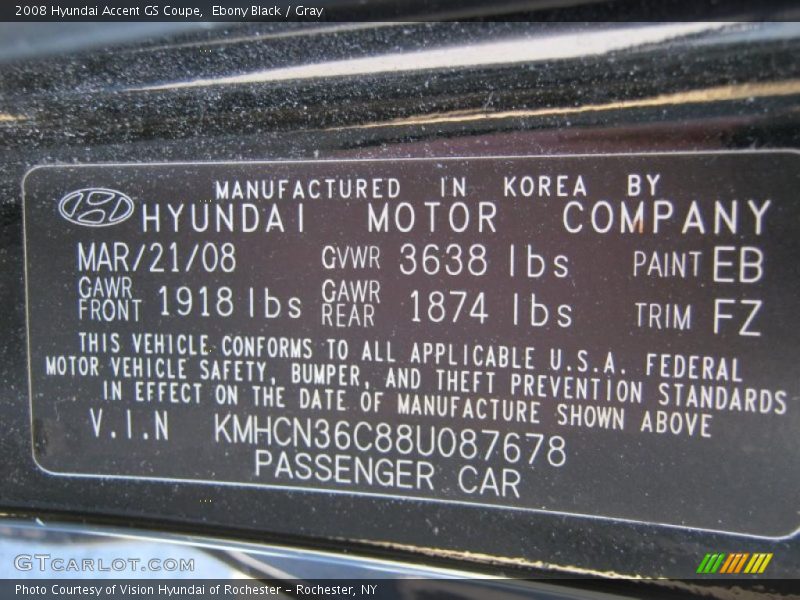 2008 Hyundai Accent GS Coupe, Ebony Black / Gray
MANUFACTURED IN KOREA BY
HYUNDAI MOTOR COMPANY
MAR/21/08 GVWR 3638 lbs PAINT EB
GAWR FRONT 1918 lbs GAWR REAR 1874 lbs TRIM FZ
THIS VEHICLE CONFORMS TO ALL APPLICABLE U.S.A. FEDERAL
MOTOR VEHICLE SAFETY, BUMPER, AND THEFT PREVENTION STANDARDS
IN EFFECT ON THE DATE OF MANUFACTURE SHOWN ABOVE
V.I.N KMHCN36C88U087678
PASSENGER CAR
GTCARLOT.COM
Photo Courtesy of Vision Hyundai of Rochester – Rochester, NY